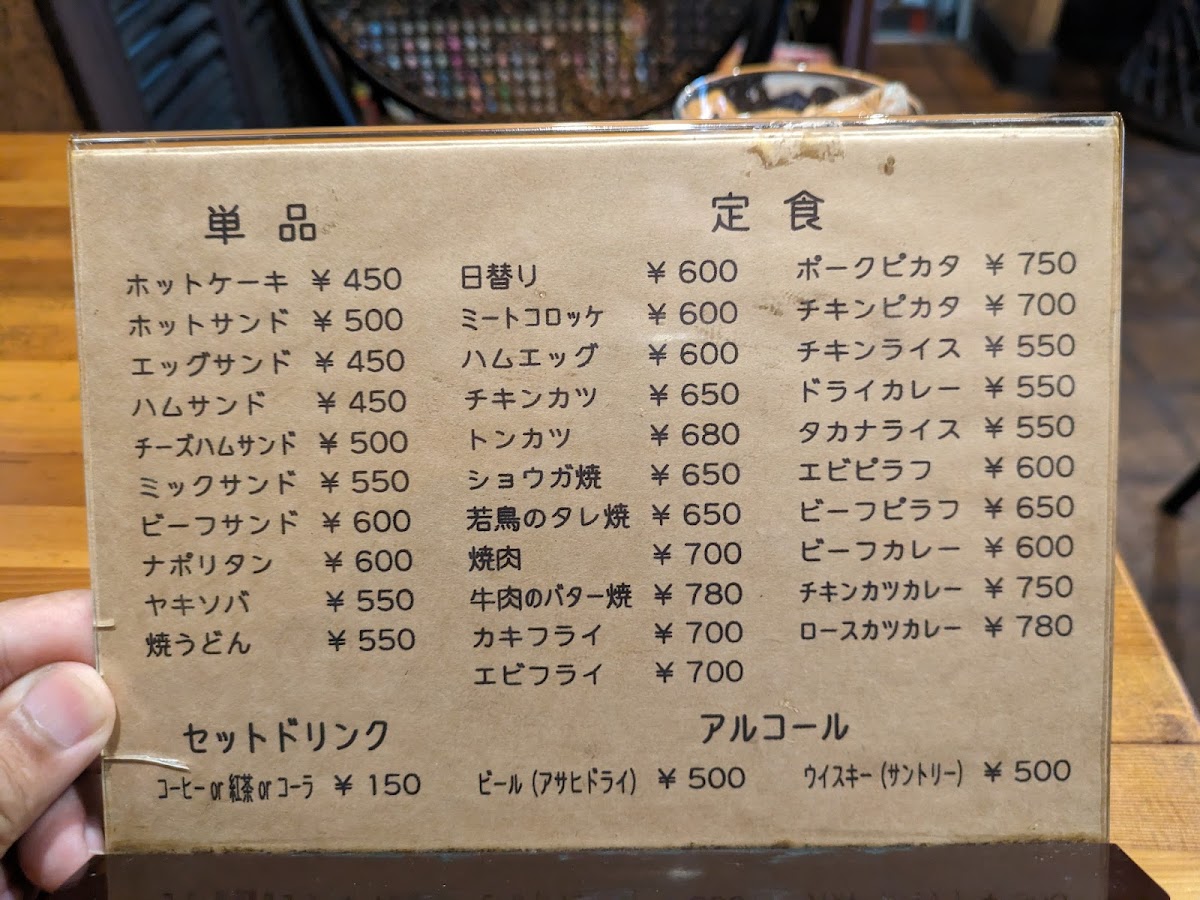 単品
ホットケーキ ¥ 450
ホットサンド ¥ 500
エッグサンド ¥ 450
ハムサンド ¥ 450
チーズハムサンド ¥ 500
ミックサンド ¥ 550
ビーフサンド ¥ 600
ナポリタン ¥ 600
ヤキソバ ¥ 550
焼うどん ¥ 550
定食
日替り ¥ 600
ミートコロッケ ¥ 600
ハムエッグ ¥ 600
チキンカツ ¥ 650
トンカツ ¥ 680
ショウガ焼 ¥ 650
若鳥のタレ焼 ¥ 650
焼肉 ¥ 700
牛肉のバター焼 ¥ 780
カキフライ ¥ 700
エビフライ ¥ 700
ポークピカタ ¥ 750
チキンピカタ ¥ 700
チキンライス ¥ 550
ドライカレー ¥ 550
タカナライス ¥ 550
エビピラフ ¥ 600
ビーフピラフ ¥ 650
ビーフカレー ¥ 600
チキンカツカレー ¥ 750
ロースカツカレー ¥ 780
セットドリンク
コーヒー or 紅茶 or コーラ ¥ 150
アルコール
ビール (アサヒドライ) ¥ 500
ウイスキー (サントリー) ¥ 500